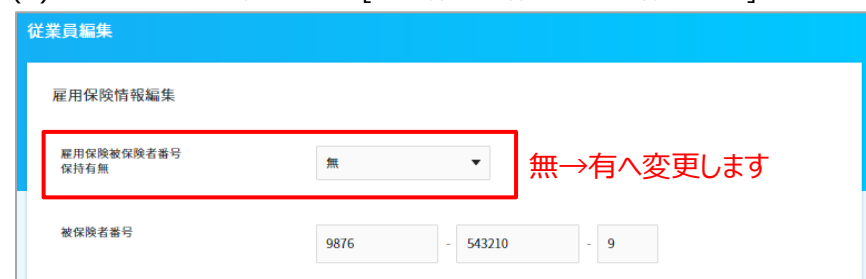 従業員編集
雇用保険情報編集
雇用保険被保険者番号
保持有無
無
無→有へ変更します
被保険者番号
9876 - 543210 - 9